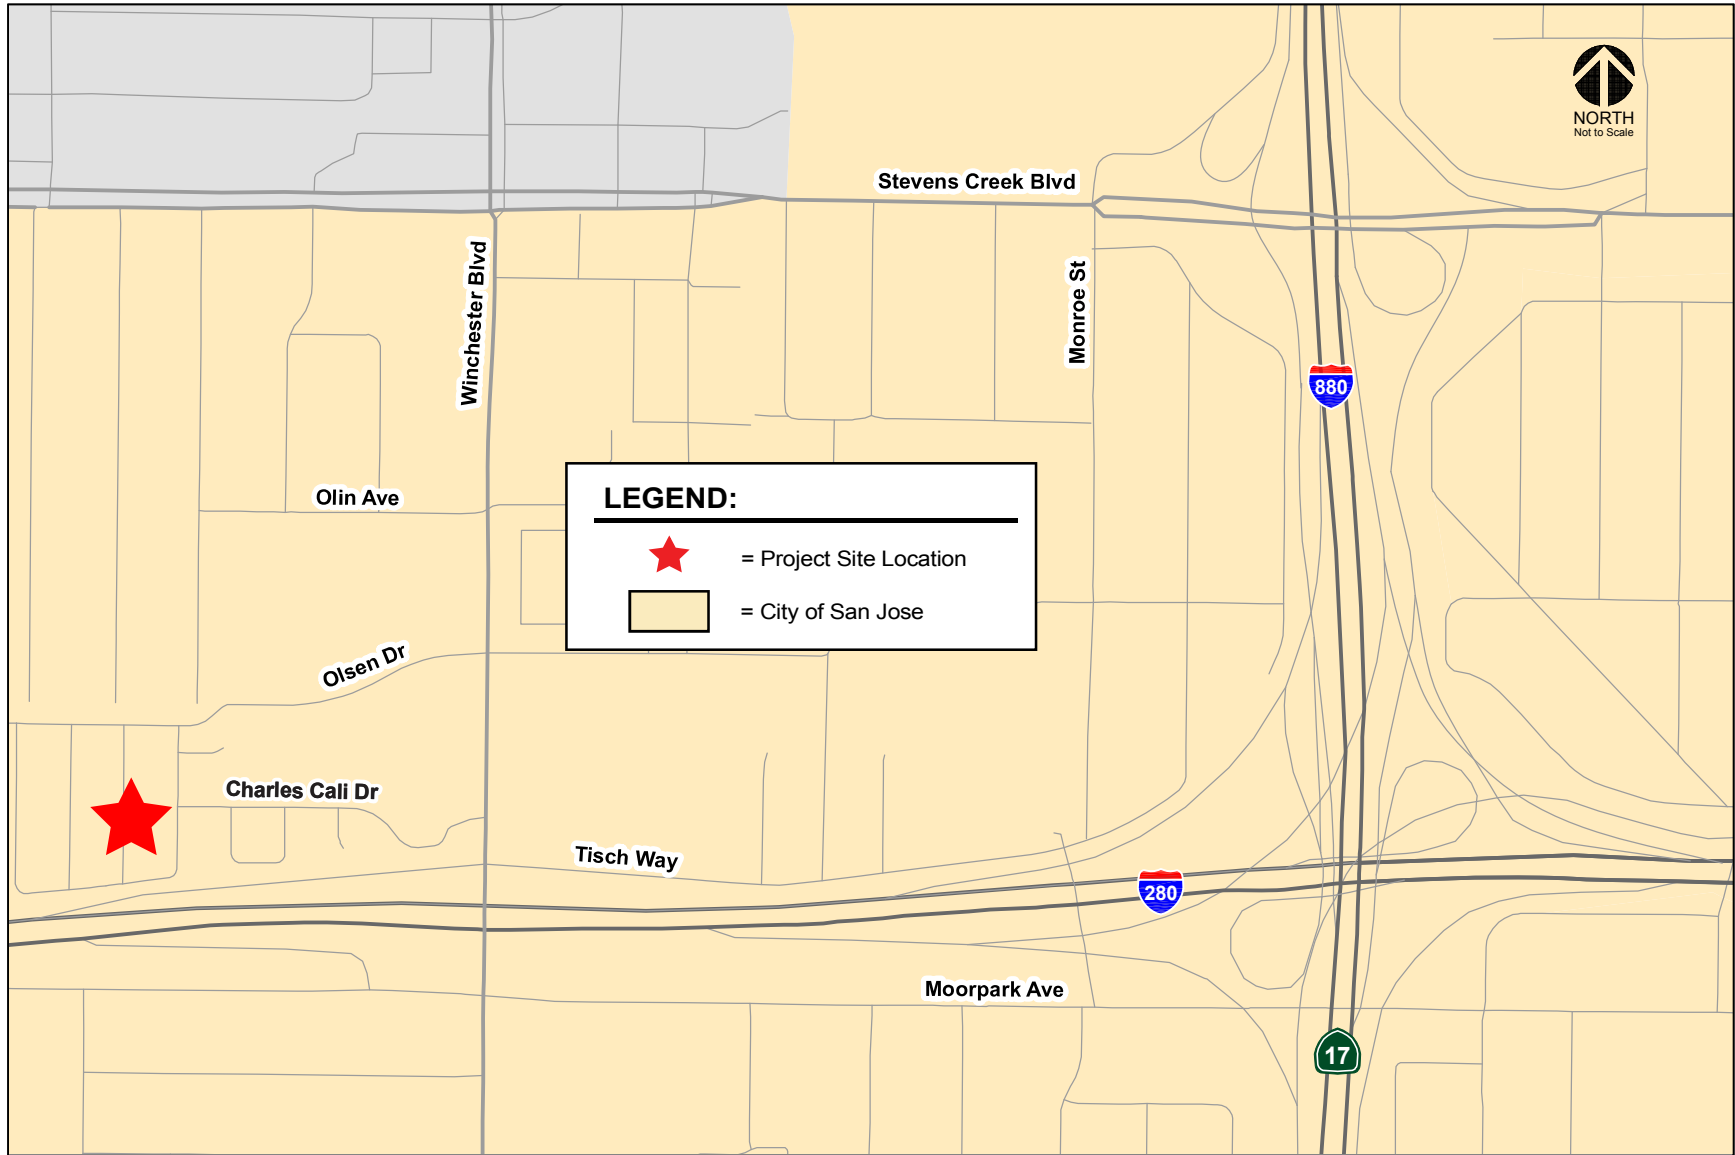 NORTH
Not to Scale
Stevens Creek Blvd
Winchester Blvd
Monroe St
880
LEGEND:
= Project Site Location
= City of San Jose
Olin Ave
Olsen Dr
Charles Cali Dr
Tisch Way
280
Moorpark Ave
17